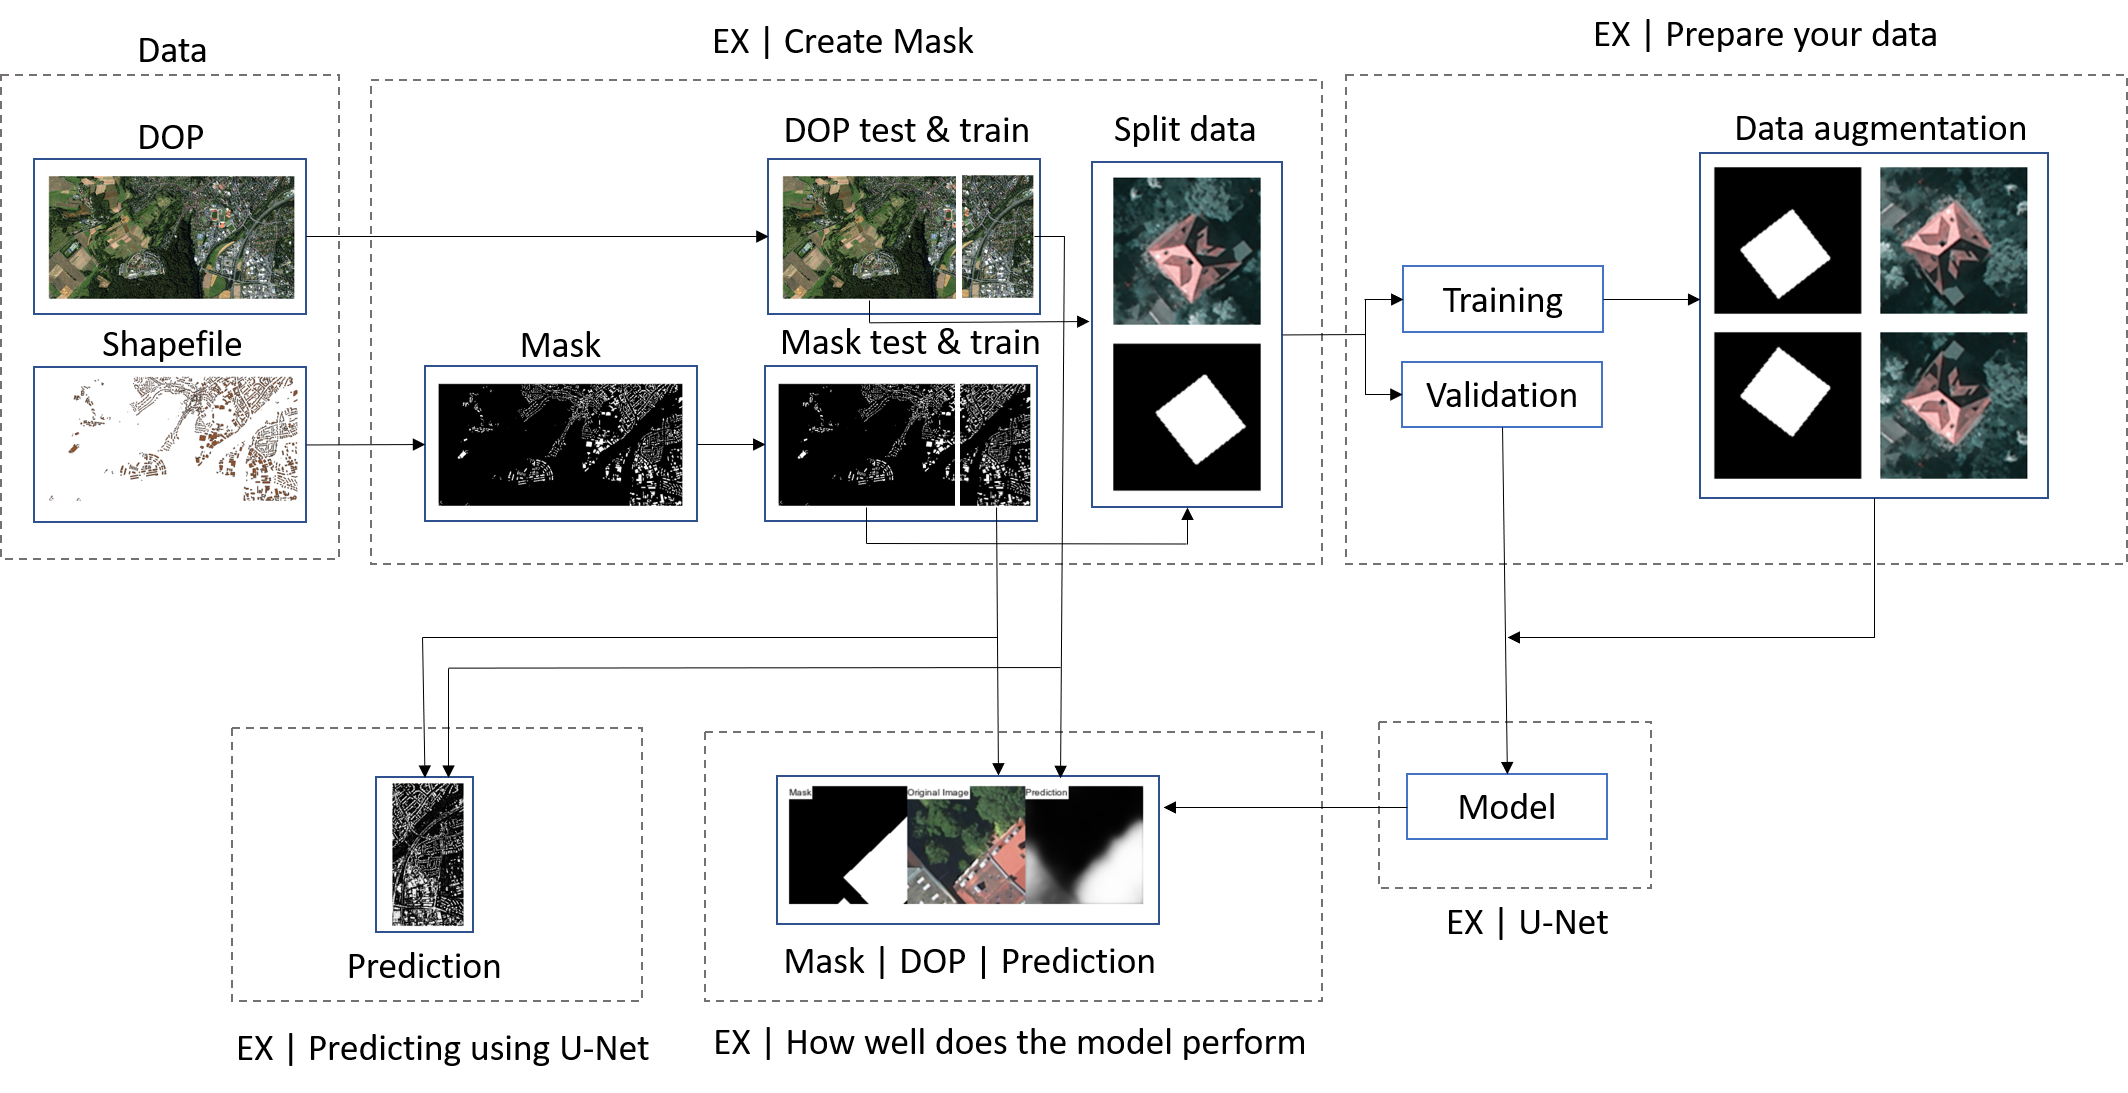 Data
EX | Create Mask
EX | Prepare your data
DOP
DOP test & train
Split data
Data augmentation
Training
Shapefile
Mask
Mask test & train
Validation
Mask
Original Image
Prediction
Model
Prediction
Mask | DOP | Prediction
EX | U-Net
EX | Predicting using U-Net
EX | How well does the model perform